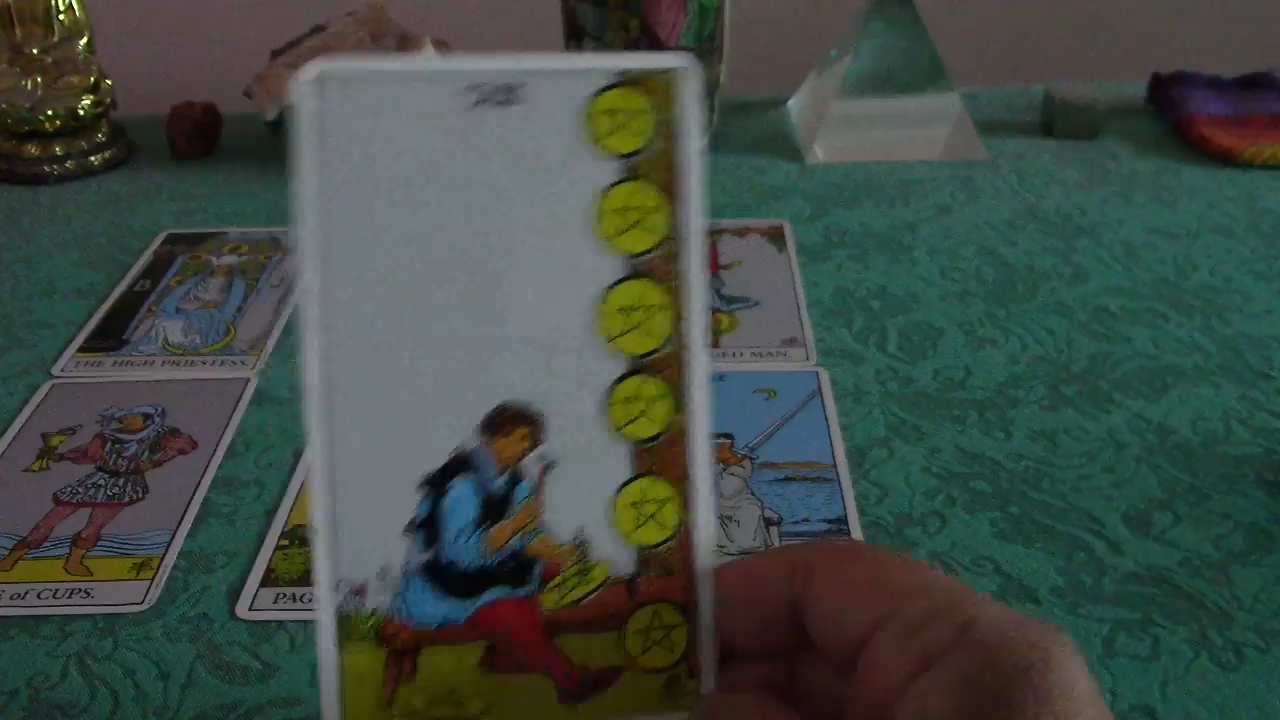 THE HIGH PRIESTESS.
ED MAN.
of CUPS.
PAG